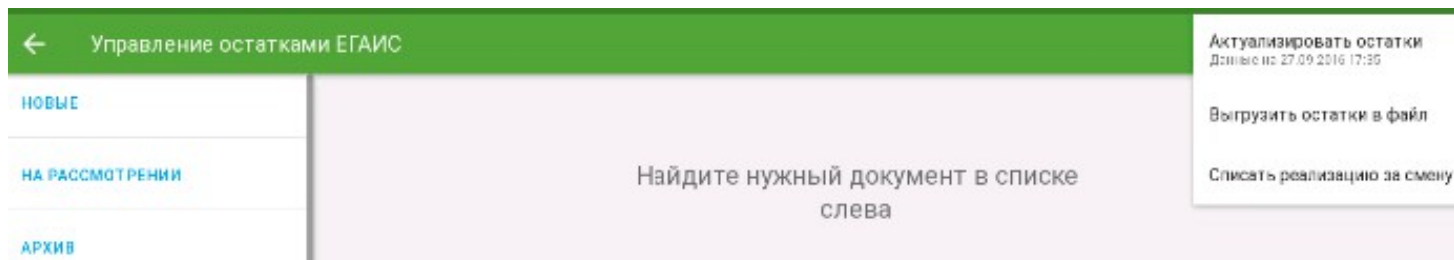 Управление остатками ЕГАИС
Актуализировать остатки
Данные на 27.09.2016 17:35
НОВЫЕ
Выгрузить остатки в файл
НА РАССМОТРЕНИИ
Найдите нужный документ в списке
слева
Списать реализацию за смену
АРХИВ